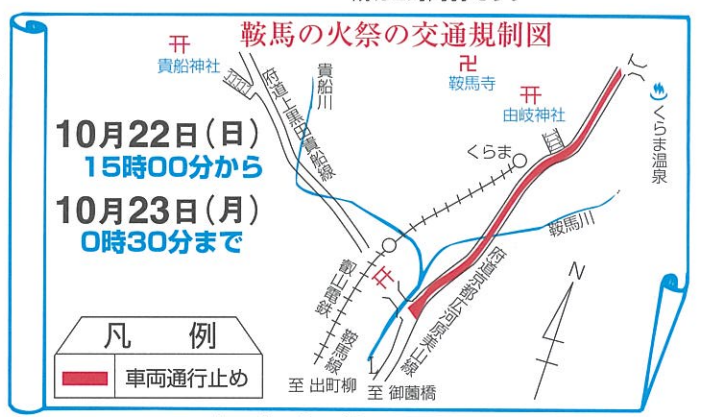 鞍馬の火祭の交通規制図
貴船神社
府道上黒田貴船線
貴船川
鞍馬寺
由岐神社
くらま温泉
くらま
10月22日(日)
15時00分から
10月23日(月)
0時30分まで
鞍馬川
府道京都広河原美山線
叡山電鉄 鞍馬線
N
凡 例
車両通行止め
至 出町柳
至 御薗橋